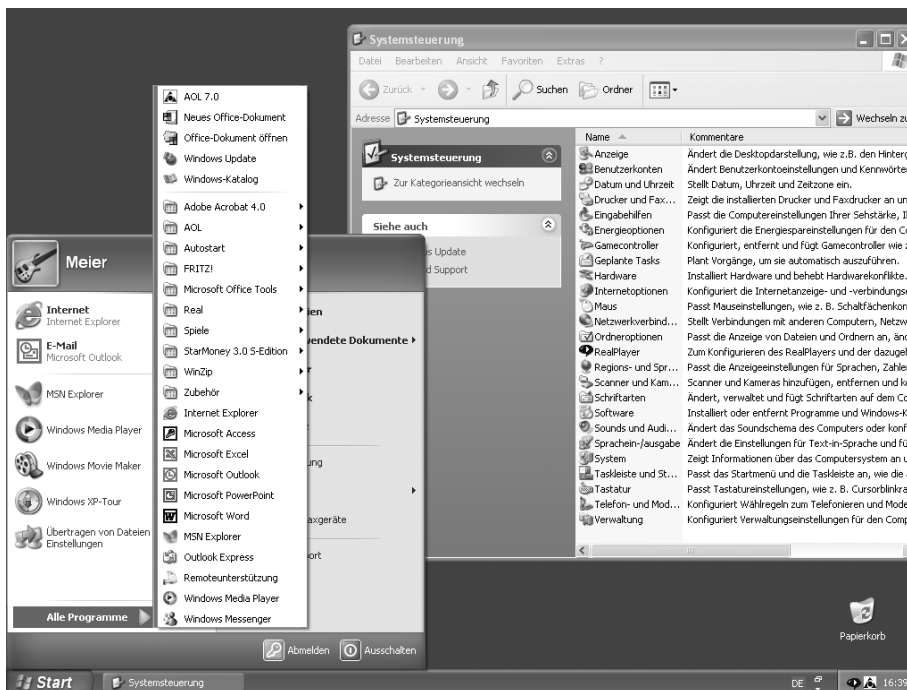 Systemsteuerung
Datei Bearbeiten Ansicht Favoriten Extras ?
Zurück Suchen Ordner
Adresse Systemsteuerung Wechseln zu
Systemsteuerung
Zur Kategorieansicht wechseln
Siehe auch
Update
d Support
Name Kommentare
Anzeige Ändert die Desktopdarstellung, wie z.B. den
Benutzerkonten Ändert Benutzerkontoeinstellungen und
Datum und Uhrzeit Stellt Datum, Uhrzeit und Zeitzone ein.
Drucker und Fax... Zeigt die installierten Drucker und Faxdrucker an
Eingabehilfen Passt die Computereinstellungen Ihrer Sehstärke,
Energieoptionen Konfiguriert die Energiespareinstellungen für den
Gamecontroller Konfiguriert, entfernt und fügt Gamecontroller wie
Geplante Tasks Plant Vorgänge, um sie automatisch auszuführen.
Hardware Installiert Hardware und behebt Hardwarekonflikte.
Internetoptionen Konfiguriert die Internetanzeige- und
Maus Passt Mauseinstellungen, wie z. B.
Netzwerkverbind... Stellt Verbindungen mit anderen Computern,
Ordneroptionen Passt die Anzeige von Dateien und Ordnern an,
RealPlayer Zum Konfigurieren des RealPlayers und der
Regions- und Spr... Passt die Anzeigeeinstellungen für Sprachen,
Scanner und Kam... Scanner und Kameras hinzufügen, entfernen und
Schriftarten Ändert, verwaltet und fügt Schriftarten auf dem
Software Installiert oder entfernt Programme und
Sounds und Audi... Ändert das Soundschema des Computers oder
Sprachein-/ausgabe Ändert die Einstellungen für Text-in-Sprache und
System Zeigt Informationen über das Computersystem an
Taskleiste und St... Passt das Startmenü und die Taskleiste an, wie die
Tastatur Passt Tastatureinstellungen, wie z. B.
Telefon- und Mod... Konfiguriert Wählregeln zum Telefonieren und
Verwaltung Konfiguriert Verwaltungseinstellungen für den
AOL 7.0
Neues Office-Dokument
Office-Dokument öffnen
Windows Update
Windows-Katalog
Adobe Acrobat 4.0
AOL
Autostart
FRITZ!
Microsoft Office Tools
Real
Spiele
StarMoney 3.0 S-Edition
WinZip
Zubehör
Internet Explorer
Microsoft Access
Microsoft Excel
Microsoft Outlook
Microsoft PowerPoint
Microsoft Word
MSN Explorer
Outlook Express
Remoteunterstützung
Windows Media Player
Windows Messenger
Meier
Internet
Internet Explorer
E-Mail
Microsoft Outlook
MSN Explorer
Windows Media Player
Windows Movie Maker
Windows XP-Tour
Übertragen von Dateien
Einstellungen
Alle Programme
ien
wendete Dokumente
ung
axgeräte
ort
Abmelden Ausschalten
Papierkorb
Start Systemsteuerung DE 16:39